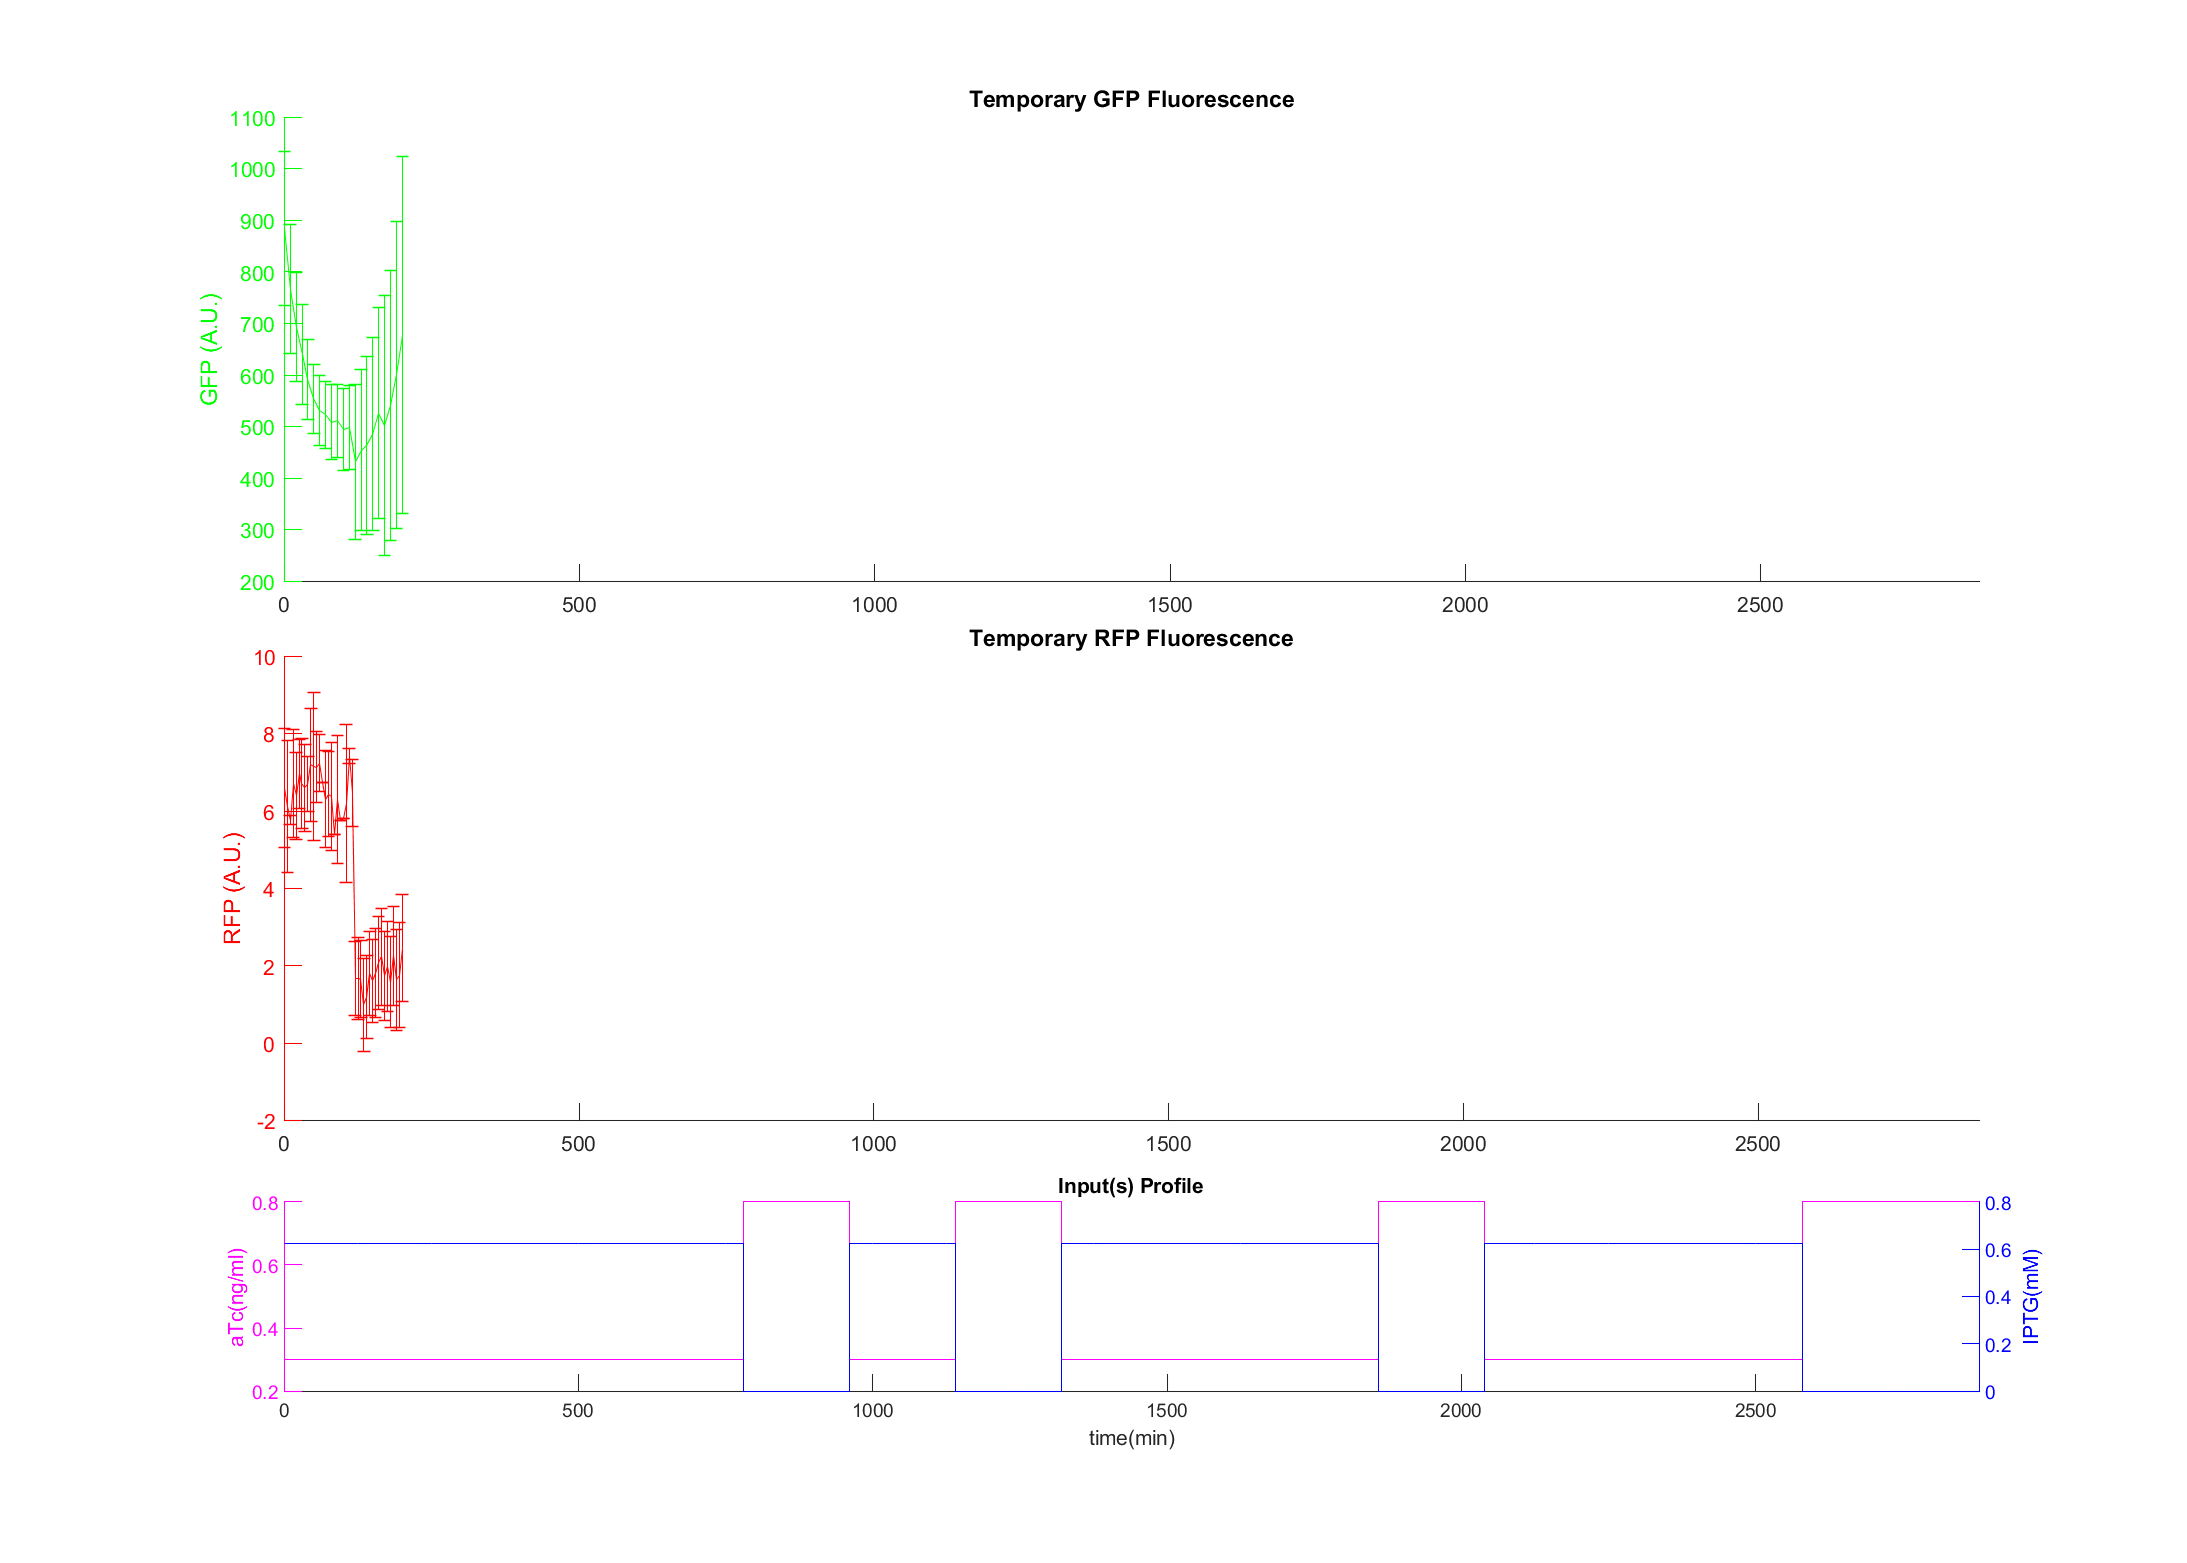 Temporary GFP Fluorescence
GFP (A.U.)
1100
1000
900
800
700
600
500
400
300
200
0 500 1000 1500 2000 2500
Temporary RFP Fluorescence
RFP (A.U.)
10
8
6
4
2
0
-2
0 500 1000 1500 2000 2500
Input(s) Profile
aTc(ng/ml)
0.8
0.6
0.4
0.2
IPTG(mM)
0.8
0.6
0.4
0.2
0
0 500 1000 1500 2000 2500
time(min)